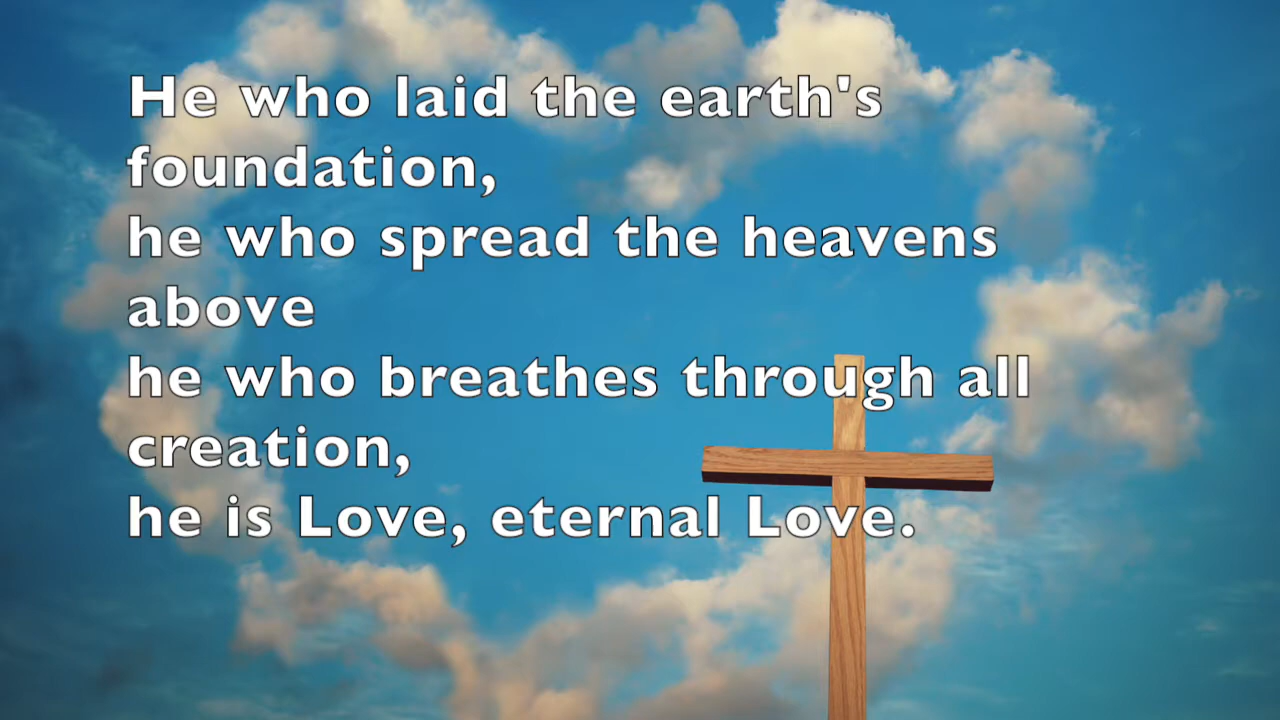 He who laid the earth's
foundation,
he who spread the heavens
above
he who breathes through all
creation,
he is Love, eternal Love.